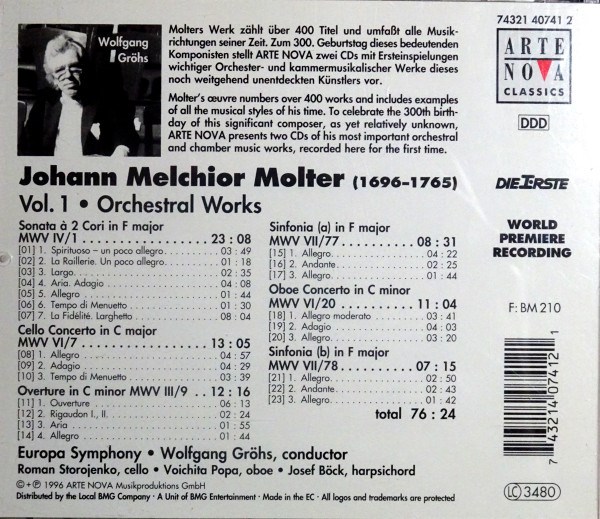 Wolfgang
Gröhs
Molters Werk zählt über 400 Titel und umfaßt alle Musik-
richtungen seiner Zeit. Zum 300. Geburtstag dieses bedeutenden
Komponisten stellt ARTE NOVA zwei CDs mit Ersteinspielungen
wichtiger Orchester- und kammermusikalischer Werke dieses
noch weitgehend unentdeckten Künstlers vor.
Molter's œuvre numbers over 400 works and includes examples
of all the musical styles of his time. To celebrate the 300th birth-
day of this significant composer, as yet relatively unknown,
ARTE NOVA presents two CDs of his most important orchestral
and chamber music works, recorded here for the first time.
74321 40741 2
ARTE
NOVA
CLASSICS
DDD
Johann Melchior Molter (1696–1765)
Vol. 1 • Orchestral Works
DIE ERSTE
WORLD
PREMIERE
RECORDING
F: BM 210
Sonata à 2 Cori in F major
MWV IV/1 . . . . . . . . . . . . . . . . 23 : 08
[01] 1. Spirituoso – un poco allegro. . . . . . 03 : 49
[02] 2. La Raillerie. Un poco allegro. . . . . . 01 : 18
[03] 3. Largo. . . . . . . . . . . . . . . . 02 : 35
[04] 4. Aria. Adagio . . . . . . . . . . . . 04 : 08
[05] 5. Allegro . . . . . . . . . . . . . . . 01 : 44
[06] 6. Tempo di Menuetto . . . . . . . . . 01 : 30
[07] 7. La Fidélité. Larghetto . . . . . . . . 08 : 04
Cello Concerto in C major
MWV VI/7 . . . . . . . . . . . . . . . . 13 : 05
[08] 1. Allegro . . . . . . . . . . . . . . . 04 : 57
[09] 2. Adagio . . . . . . . . . . . . . . . 04 : 29
[10] 3. Tempo di Menuetto . . . . . . . . . 03 : 39
Overture in C minor MWV III/9 . . 12 : 16
[11] 1. Ouverture . . . . . . . . . . . . . . 06 : 13
[12] 2. Rigaudon I., II. . . . . . . . . . . . 02 : 24
[13] 3. Aria . . . . . . . . . . . . . . . . 01 : 55
[14] 4. Allegro . . . . . . . . . . . . . . . 01 : 44
Sinfonia (a) in F major
MWV VII/77 . . . . . . . . . . . . 08 : 31
[15] 1. Allegro. . . . . . . . . . . . . 04 : 22
[16] 2. Andante. . . . . . . . . . . . 02 : 25
[17] 3. Allegro. . . . . . . . . . . . . 01 : 44
Oboe Concerto in C minor
MWV VI/20 . . . . . . . . . . . . 11 : 04
[18] 1. Allegro moderato . . . . . . . 03 : 41
[19] 2. Adagio . . . . . . . . . . . . . 04 : 03
[20] 3. Allegro. . . . . . . . . . . . . 03 : 20
Sinfonia (b) in F major
MWV VII/78 . . . . . . . . . . . . 07 : 15
[21] 1. Allegro. . . . . . . . . . . . . 02 : 50
[22] 2. Andante. . . . . . . . . . . . 02 : 43
[23] 3. Allegro. . . . . . . . . . . . . 01 : 42
total 76 : 24
Europa Symphony • Wolfgang Gröhs, conductor
Roman Storojenko, cello • Voichita Popa, oboe • Josef Böck, harpsichord
© + ℗ 1996 ARTE NOVA Musikproduktions GmbH
Distributed by the Local BMG Company · A Unit of BMG Entertainment · Made in the EC . All logos and trademarks are protected
7 43214 07412 1
LC 3480